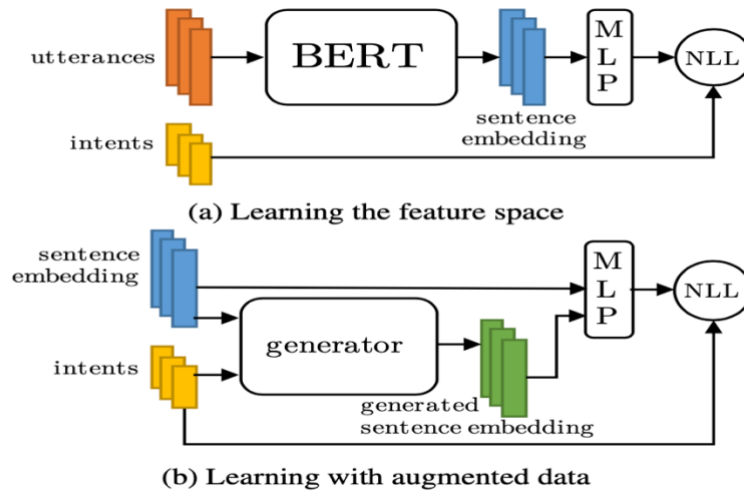 utterances
BERT
M
L
P
NLL
sentence
embedding
intents
(a) Learning the feature space
sentence
embedding
M
L
P
NLL
generator
intents
generated
sentence embedding
(b) Learning with augmented data